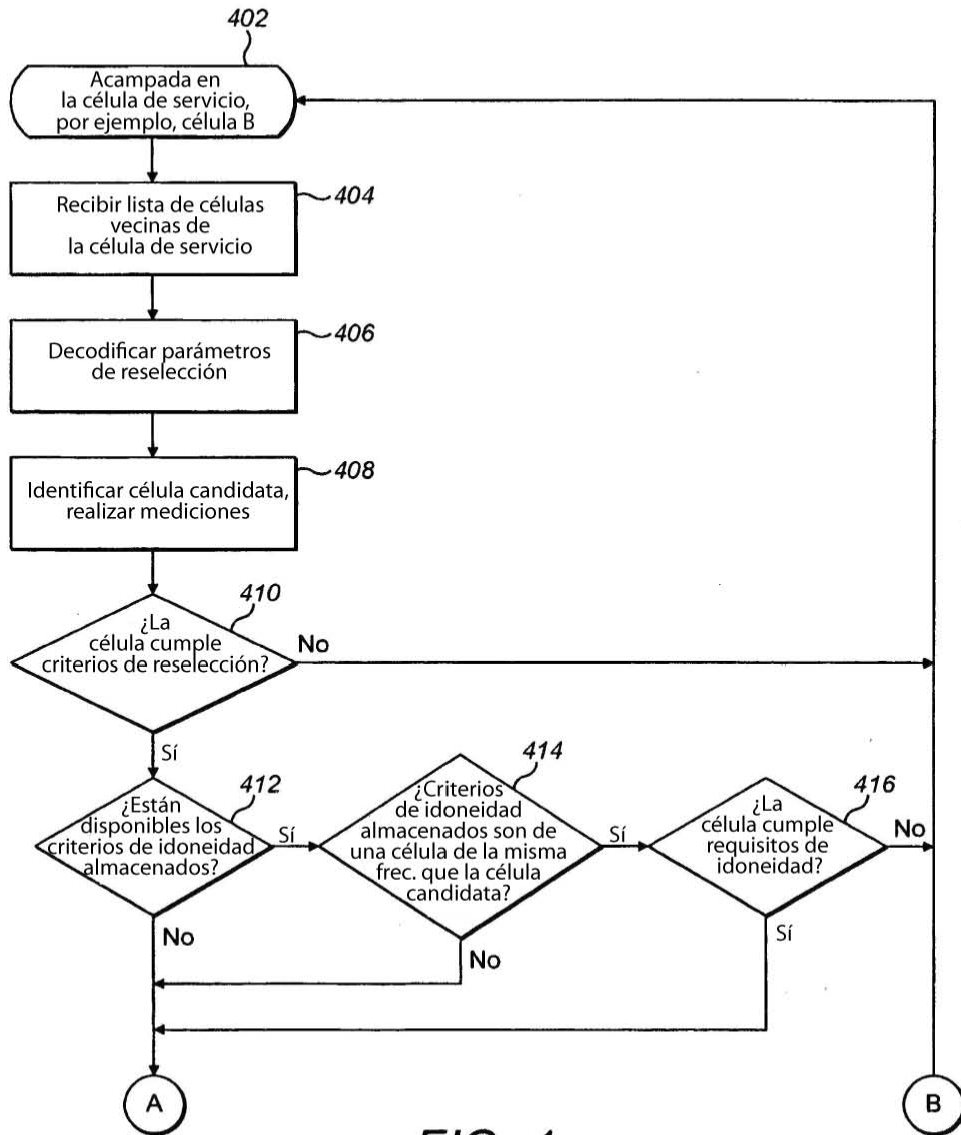 402
Acampada en
la célula de servicio,
por ejemplo, célula B
404
Recibir lista de células
vecinas de
la célula de servicio
406
Decodificar parámetros
de reselección
408
Identificar célula candidata,
realizar mediciones
410
¿La
célula cumple
criterios de reselección?
No
Sí
412
¿Están
disponibles los
criterios de idoneidad
almacenados?
Sí
No
414
¿Criterios
de idoneidad
almacenados son de
una célula de la misma
frec. que la célula
candidata?
Sí
No
416
¿La
célula cumple
requisitos de
idoneidad?
No
Sí
A
B